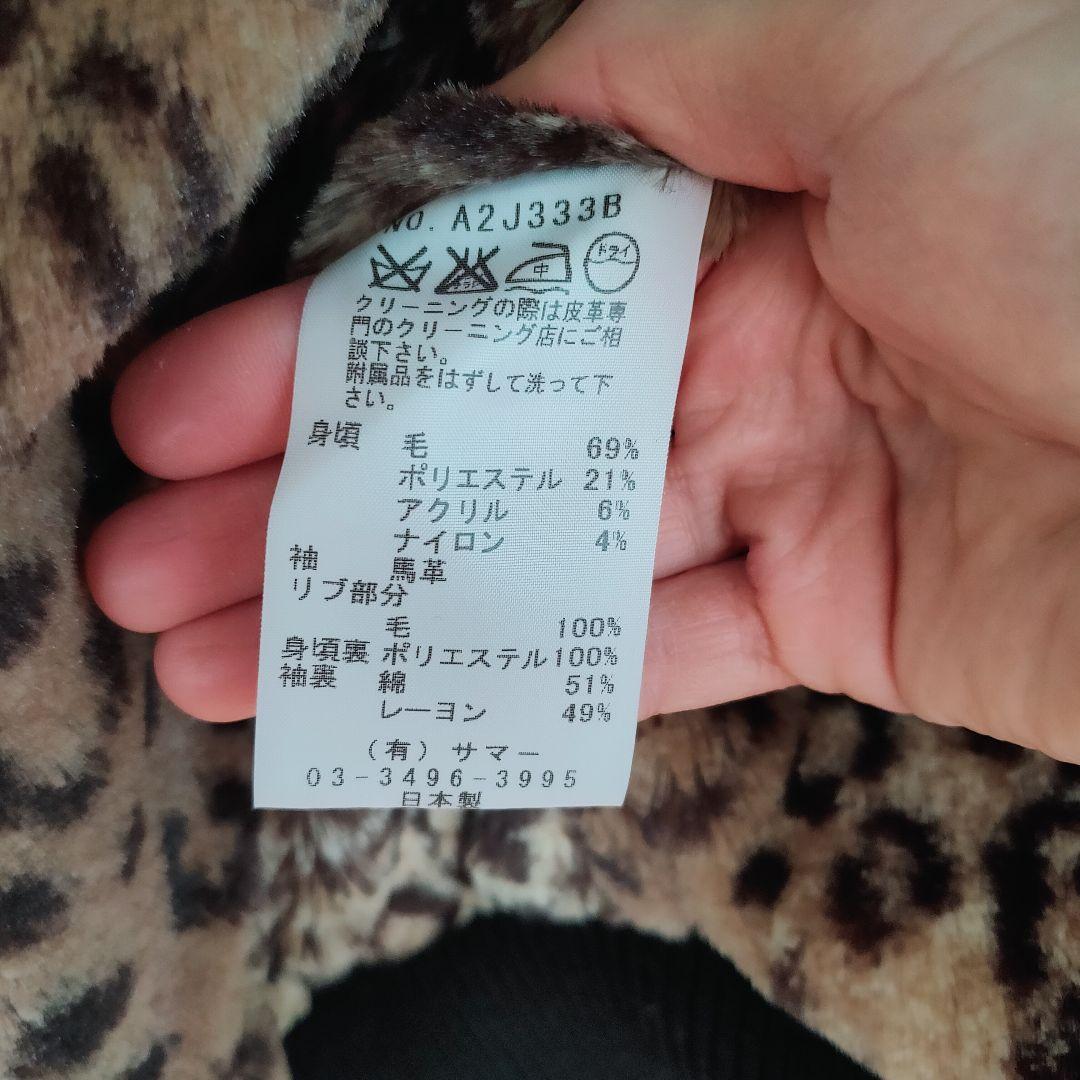 No. A2J333B
中 ドライ
クリーニングの際は皮革専
門のクリーニング店にご相
談下さい。
附属品をはずして洗って下
さい。
身頃 毛 69%
ポリエステル 21%
アクリル 6%
ナイロン 4%
袖 馬革
リブ部分
毛 100%
身頃裏 ポリエステル100%
袖裏 綿 51%
レーヨン 49%
(有) サマー
03-3496-3995
日本製